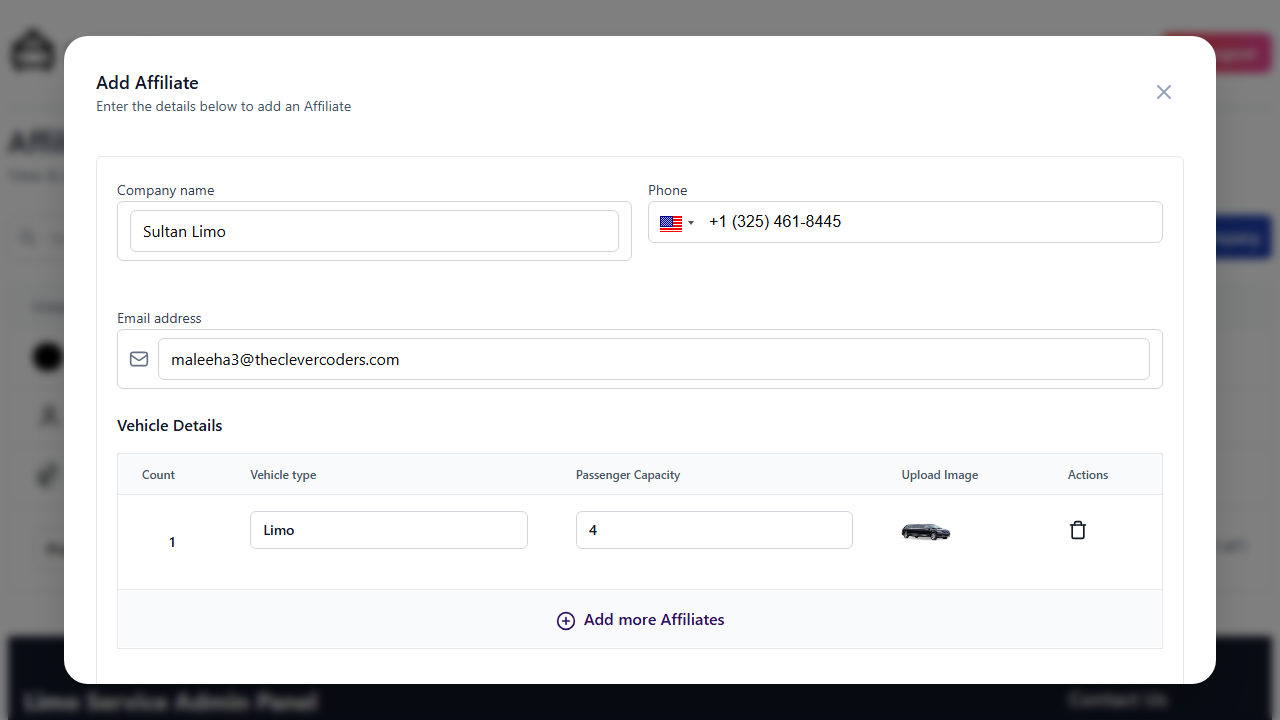 Add Affiliate
Enter the details below to add an Affiliate
Company name
Phone
Sultan Limo
+1 (325) 461-8445
Email address
maleeha3@theclevercoders.com
Vehicle Details
Count Vehicle type Passenger Capacity Upload Image Actions
1 Limo 4
Add more Affiliates
Limo Service Admin Panel
Contact Us